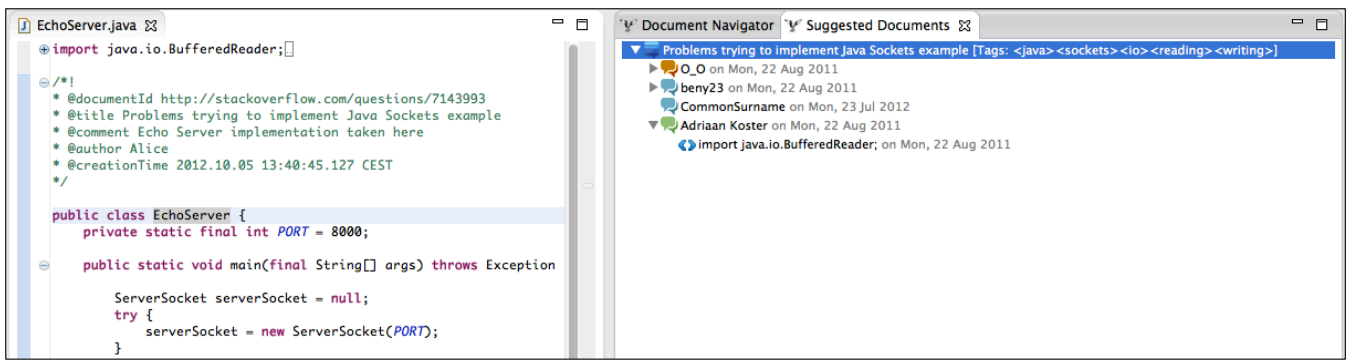 EchoServer.java
import java.io.BufferedReader;
/*!
* @documentId http://stackoverflow.com/questions/7143993
* @title Problems trying to implement Java Sockets example
* @comment Echo Server implementation taken here
* @author Alice
* @creationTime 2012.10.05 13:40:45.127 CEST
*/
public class EchoServer {
private static final int PORT = 8000;
public static void main(final String[] args) throws Exception
ServerSocket serverSocket = null;
try {
serverSocket = new ServerSocket(PORT);
}
Document Navigator Suggested Documents
Problems trying to implement Java Sockets example [Tags: <java><sockets><io><reading><writing>]
O_O on Mon, 22 Aug 2011
beny23 on Mon, 22 Aug 2011
CommonSurname on Mon, 23 Jul 2012
Adriaan Koster on Mon, 22 Aug 2011
import java.io.BufferedReader; on Mon, 22 Aug 2011